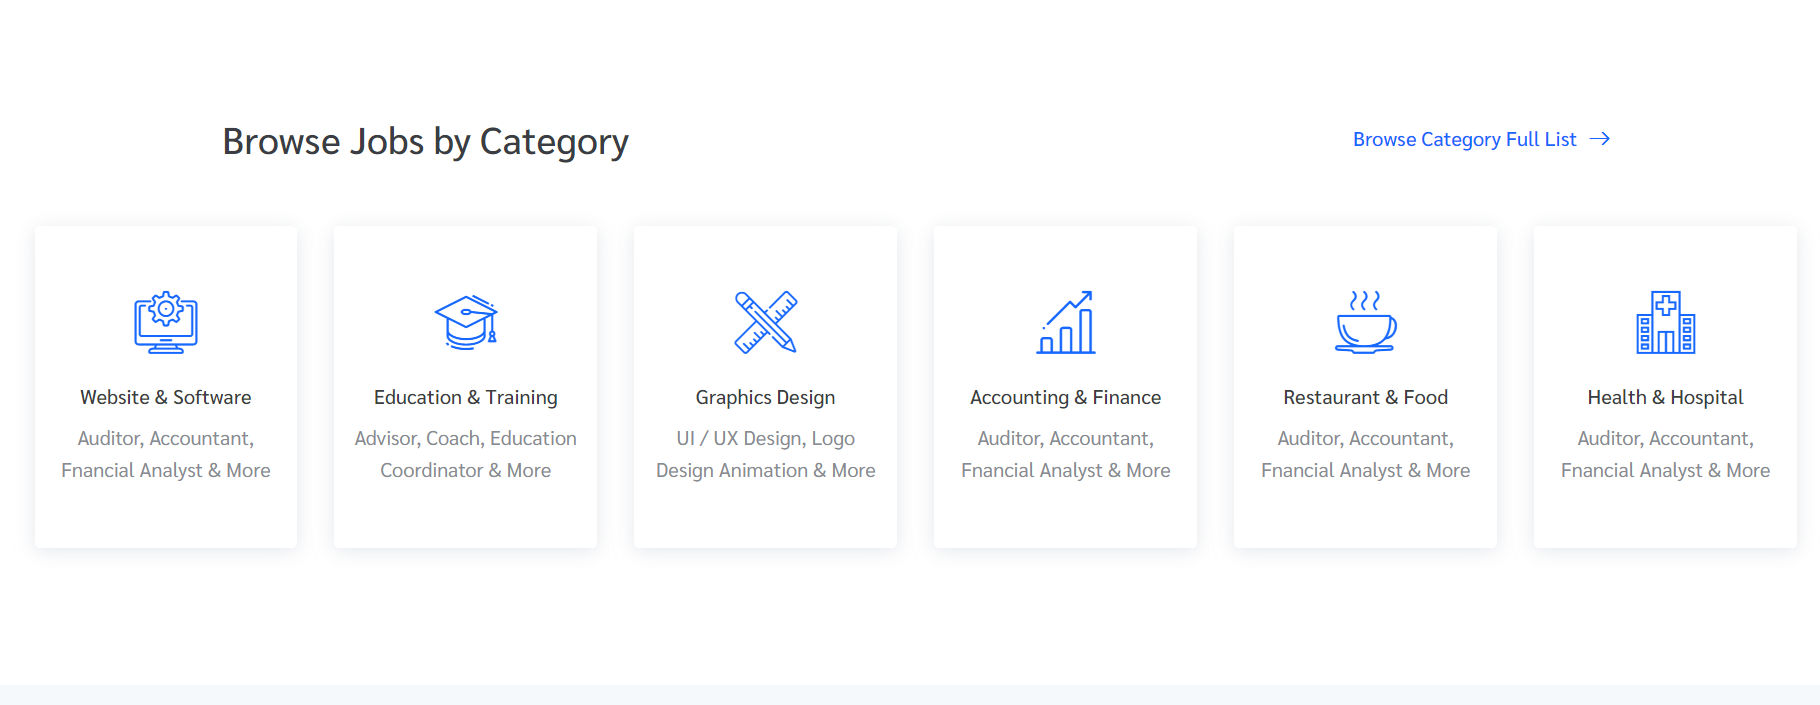 Browse Jobs by Category
Browse Category Full List
Website & Software
Auditor, Accountant,
Fnancial Analyst & More
Education & Training
Advisor, Coach, Education
Coordinator & More
Graphics Design
UI / UX Design, Logo
Design Animation & More
Accounting & Finance
Auditor, Accountant,
Fnancial Analyst & More
Restaurant & Food
Auditor, Accountant,
Fnancial Analyst & More
Health & Hospital
Auditor, Accountant,
Fnancial Analyst & More